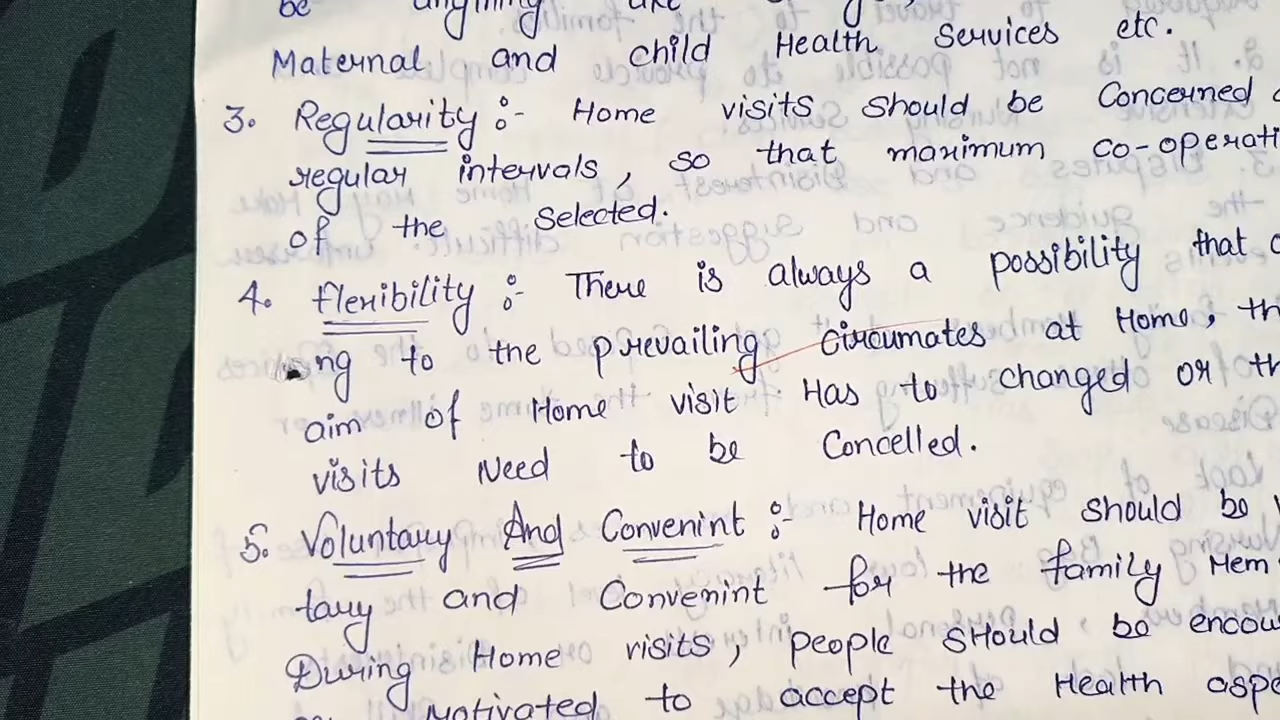 be anything like
Maternal and child Health Services etc.
3. Regularity :- Home visits should be Concerned
regular intervals, so that maximum co-operati
of the Selected.
4. flexibility :- There is always a possibility that
ng to the prevailing circumates at Home, th
aim of Home visit Has to changed or th
visits Need to be Concelled.
5. Voluntary And Convenint :- Home visit should be
tary and Convenint for the family Mem
During Home visits, people should be encou
Motivated to accept the Health aspe